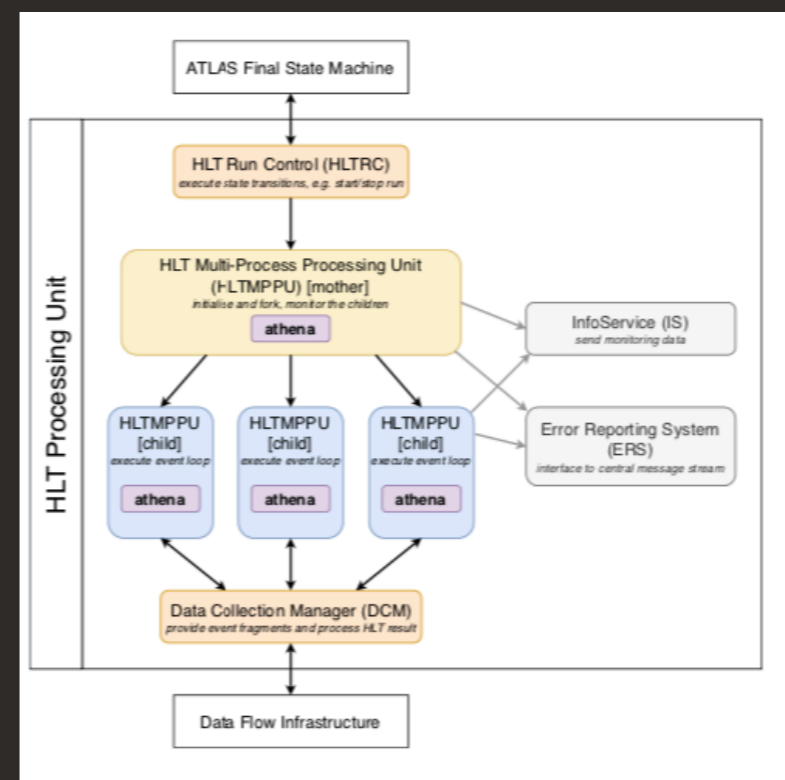 ATLAS Final State Machine
HLT Processing Unit
HLT Run Control (HLTRC)
execute state transitions, e.g. start/stop run
HLT Multi-Process Processing Unit
(HLTMPPU) [mother]
initialise and fork, monitor the children
athena
InfoService (IS)
send monitoring data
HLTMPPU
[child]
execute event loop
athena
HLTMPPU
[child]
execute event loop
athena
HLTMPPU
[child]
execute event loop
athena
Error Reporting System
(ERS)
interface to central message stream
Data Collection Manager (DCM)
provide event fragments and process HLT result
Data Flow Infrastructure